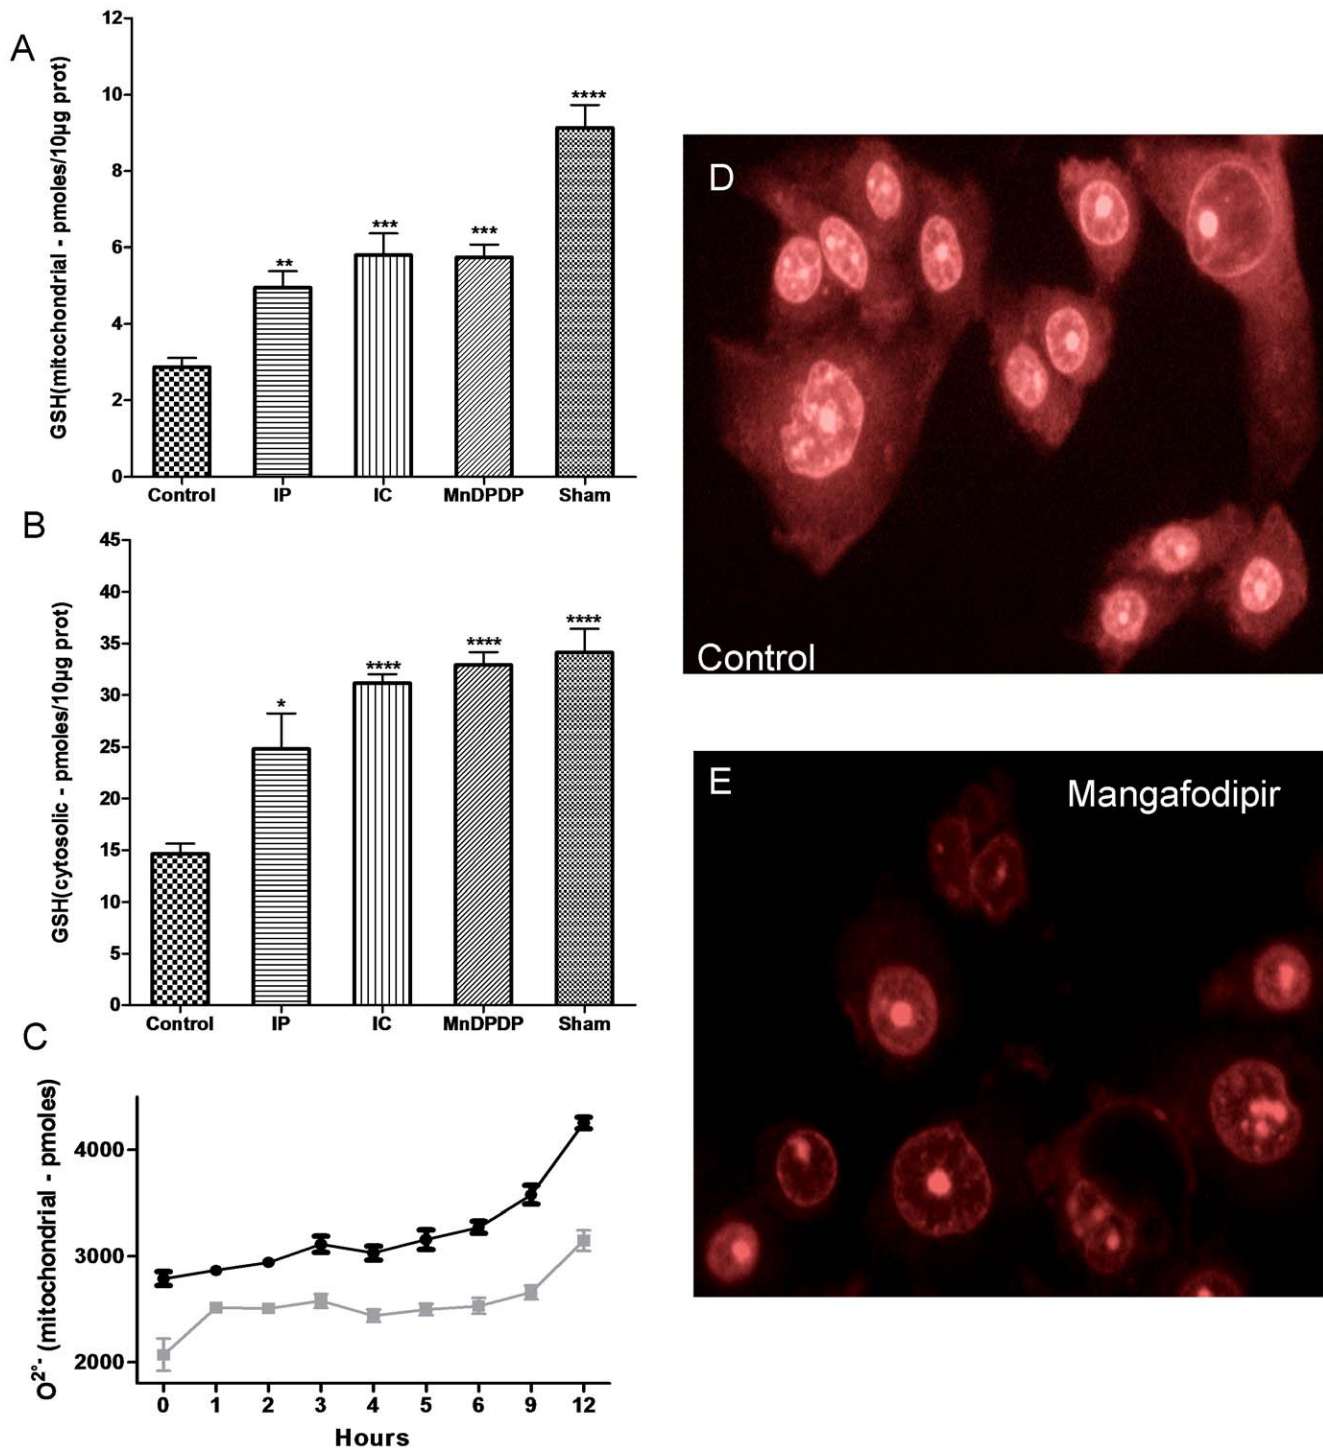 A
GSH(mitochondrial - pmoles/10µg prot)
12
10
8
6
4
2
0
**
***
***
****
Control IP IC MnDPDP Sham
B
GSH(cytosolic - pmoles/10µg prot)
45
40
35
30
25
20
15
10
5
0
*
****
****
****
Control IP IC MnDPDP Sham
C
O²°- (mitochondrial - pmoles)
4000
3000
2000
0 1 2 3 4 5 6 9 12
Hours
D
Control
E
Mangafodipir